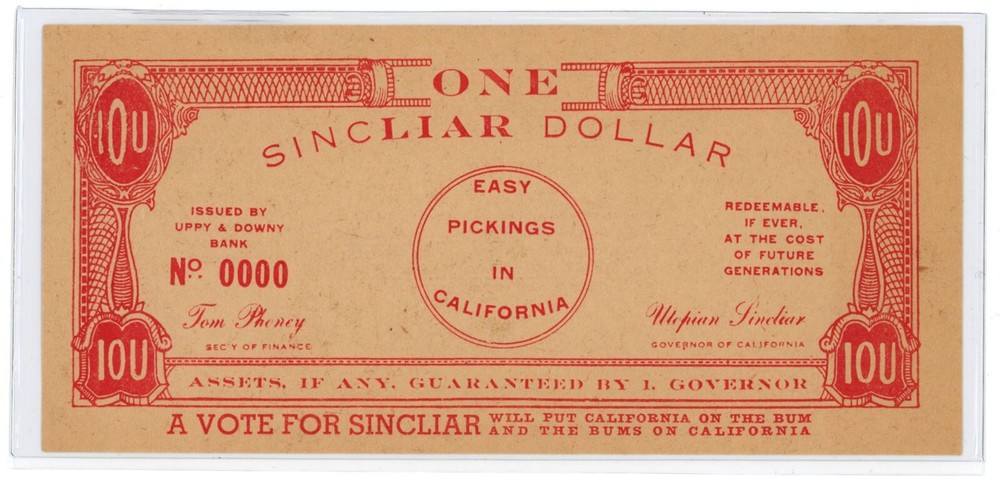 ONE
SINCLIAR DOLLAR
IOU
IOU
EASY
PICKINGS
IN
CALIFORNIA
ISSUED BY
UPPY & DOWNY
BANK
No. 0000
Tom Phoney
SEC'Y OF FINANCE
REDEEMABLE,
IF EVER,
AT THE COST
OF FUTURE
GENERATIONS
Utopian Sincliar
GOVERNOR OF CALIFORNIA
IOU
IOU
ASSETS, IF ANY, GUARANTEED BY I. GOVERNOR
A VOTE FOR SINCLIAR WILL PUT CALIFORNIA ON THE BUM
AND THE BUMS ON CALIFORNIA